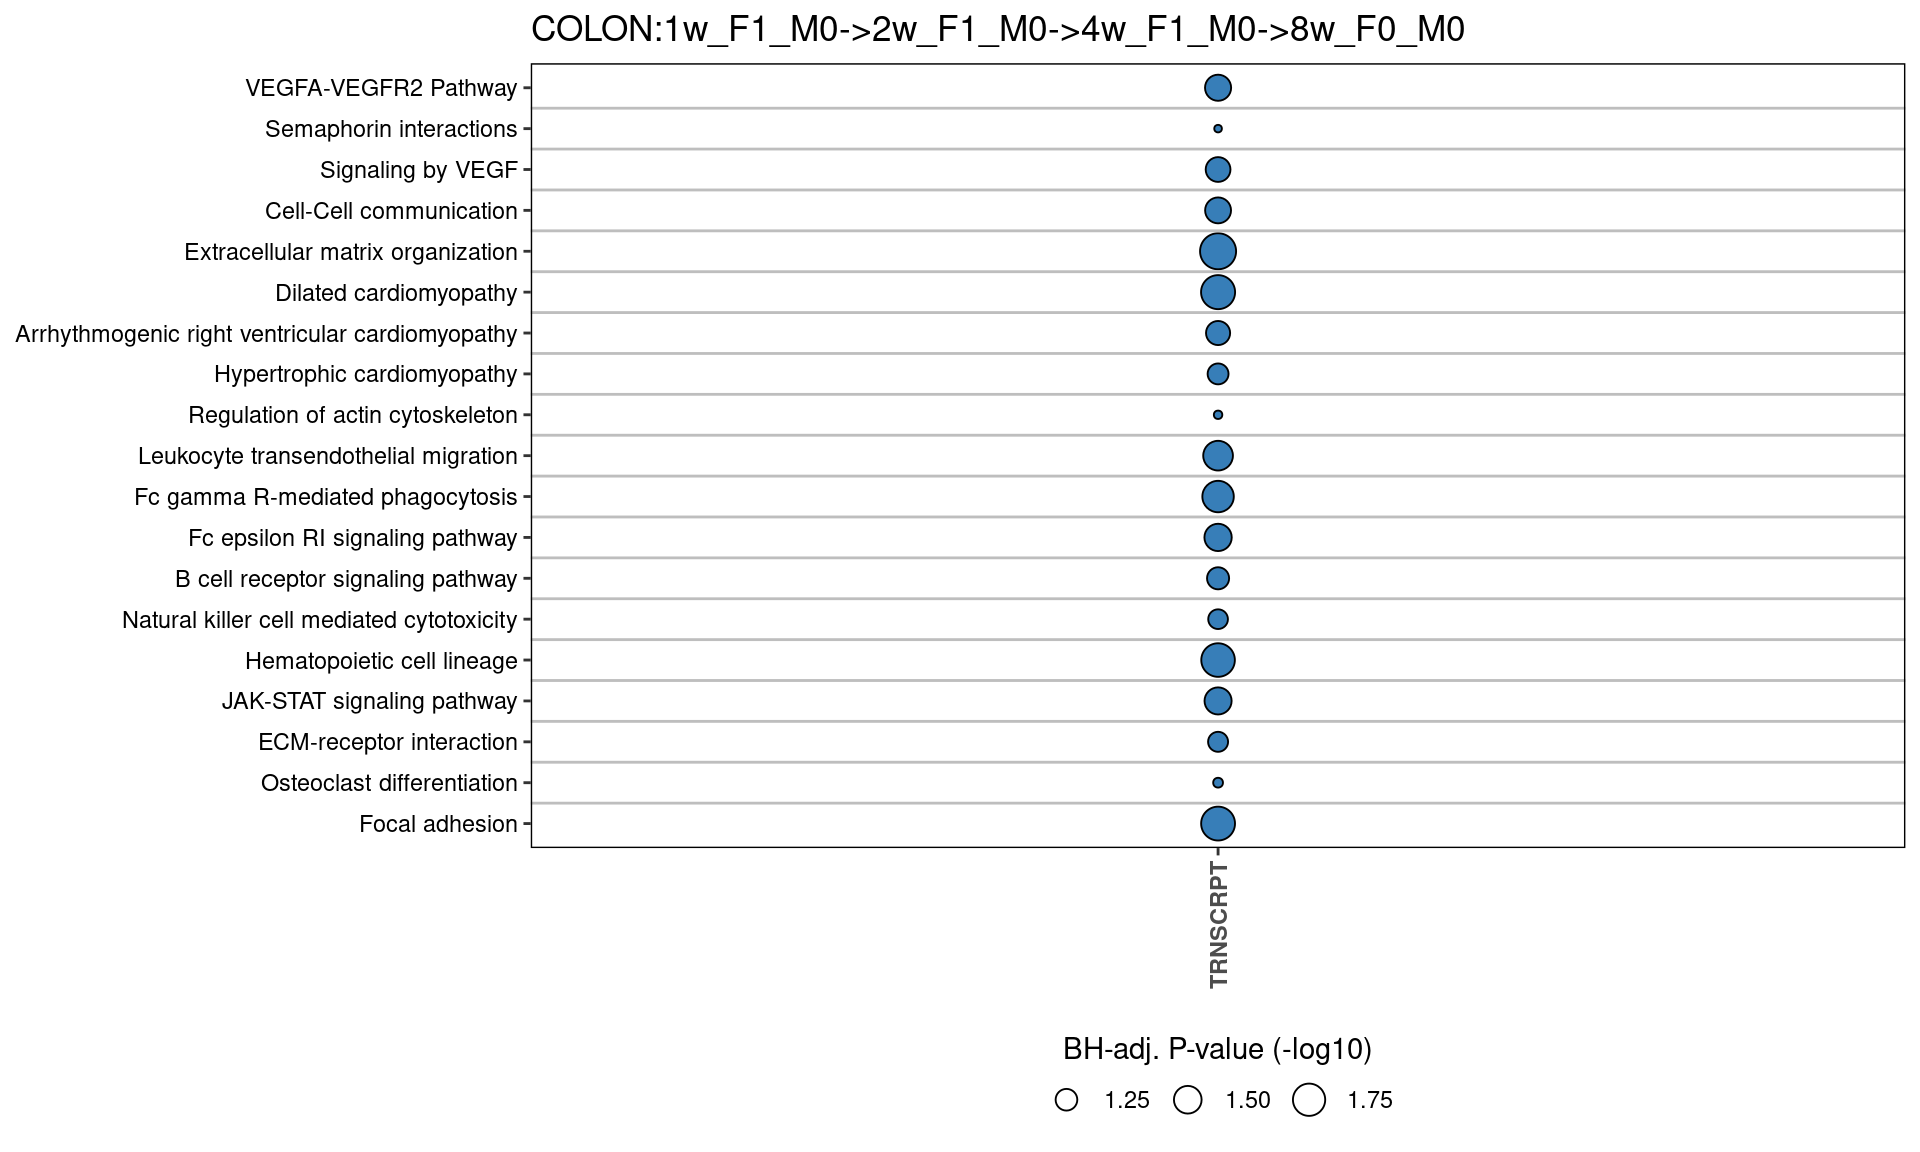 COLON:1w_F1_M0->2w_F1_M0->4w_F1_M0->8w_F0_M0
VEGFA-VEGFR2 Pathway
Semaphorin interactions
Signaling by VEGF
Cell-Cell communication
Extracellular matrix organization
Dilated cardiomyopathy
Arrhythmogenic right ventricular cardiomyopathy
Hypertrophic cardiomyopathy
Regulation of actin cytoskeleton
Leukocyte transendothelial migration
Fc gamma R-mediated phagocytosis
Fc epsilon RI signaling pathway
B cell receptor signaling pathway
Natural killer cell mediated cytotoxicity
Hematopoietic cell lineage
JAK-STAT signaling pathway
ECM-receptor interaction
Osteoclast differentiation
Focal adhesion
TRNSCRPT
BH-adj. P-value (-log10)
1.25 1.50 1.75